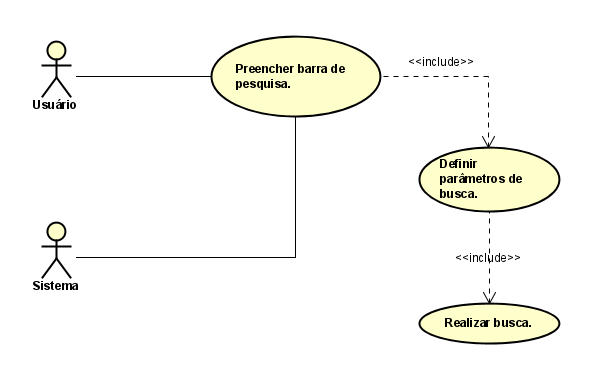 Usuário
Preencher barra de
pesquisa.
<<include>>
Definir
parâmetros de
busca.
<<include>>
Sistema
Realizar busca.